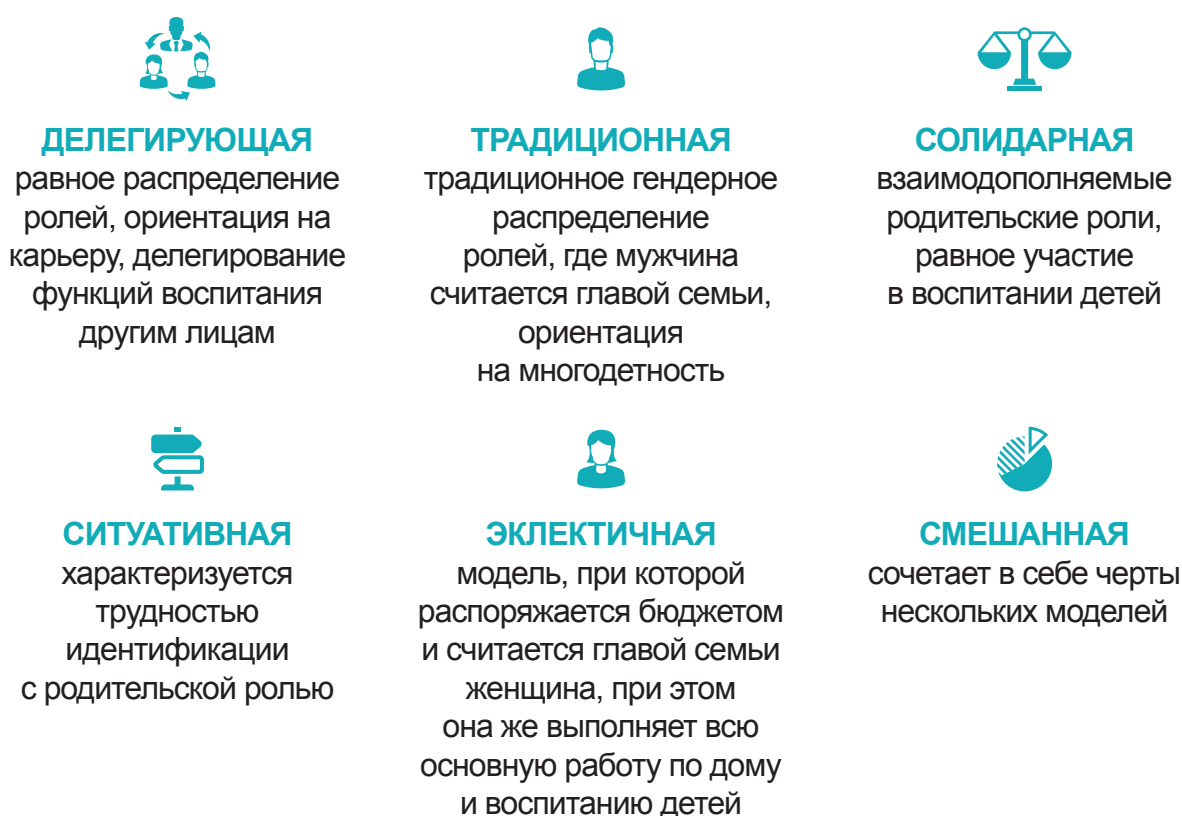 ДЕЛЕГИРУЮЩАЯ
равное распределение
ролей, ориентация на
карьеру, делегирование
функций воспитания
другим лицам
ТРАДИЦИОННАЯ
традиционное гендерное
распределение
ролей, где мужчина
считается главой семьи,
ориентация
на многодетность
СОЛИДАРНАЯ
взаимодополняемые
родительские роли,
равное участие
в воспитании детей
СИТУАТИВНАЯ
характеризуется
трудностью
идентификации
с родительской ролью
ЭКЛЕКТИЧНАЯ
модель, при которой
распоряжается бюджетом
и считается главой семьи
женщина, при этом
она же выполняет всю
основную работу по дому
и воспитанию детей
СМЕШАННАЯ
сочетает в себе черты
нескольких моделей